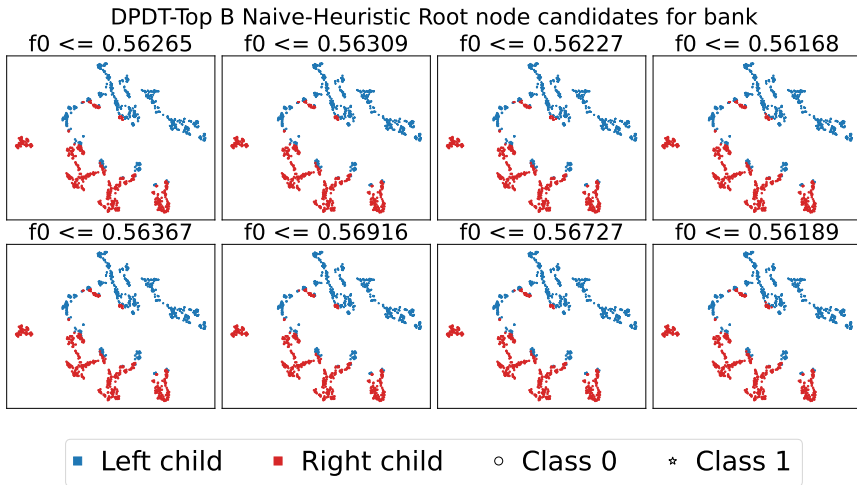 DPDT-Top B Naive-Heuristic Root node candidates for bank
f0 <= 0.56265 f0 <= 0.56309 f0 <= 0.56227 f0 <= 0.56168
f0 <= 0.56367 f0 <= 0.56916 f0 <= 0.56727 f0 <= 0.56189
Left child Right child Class 0 Class 1